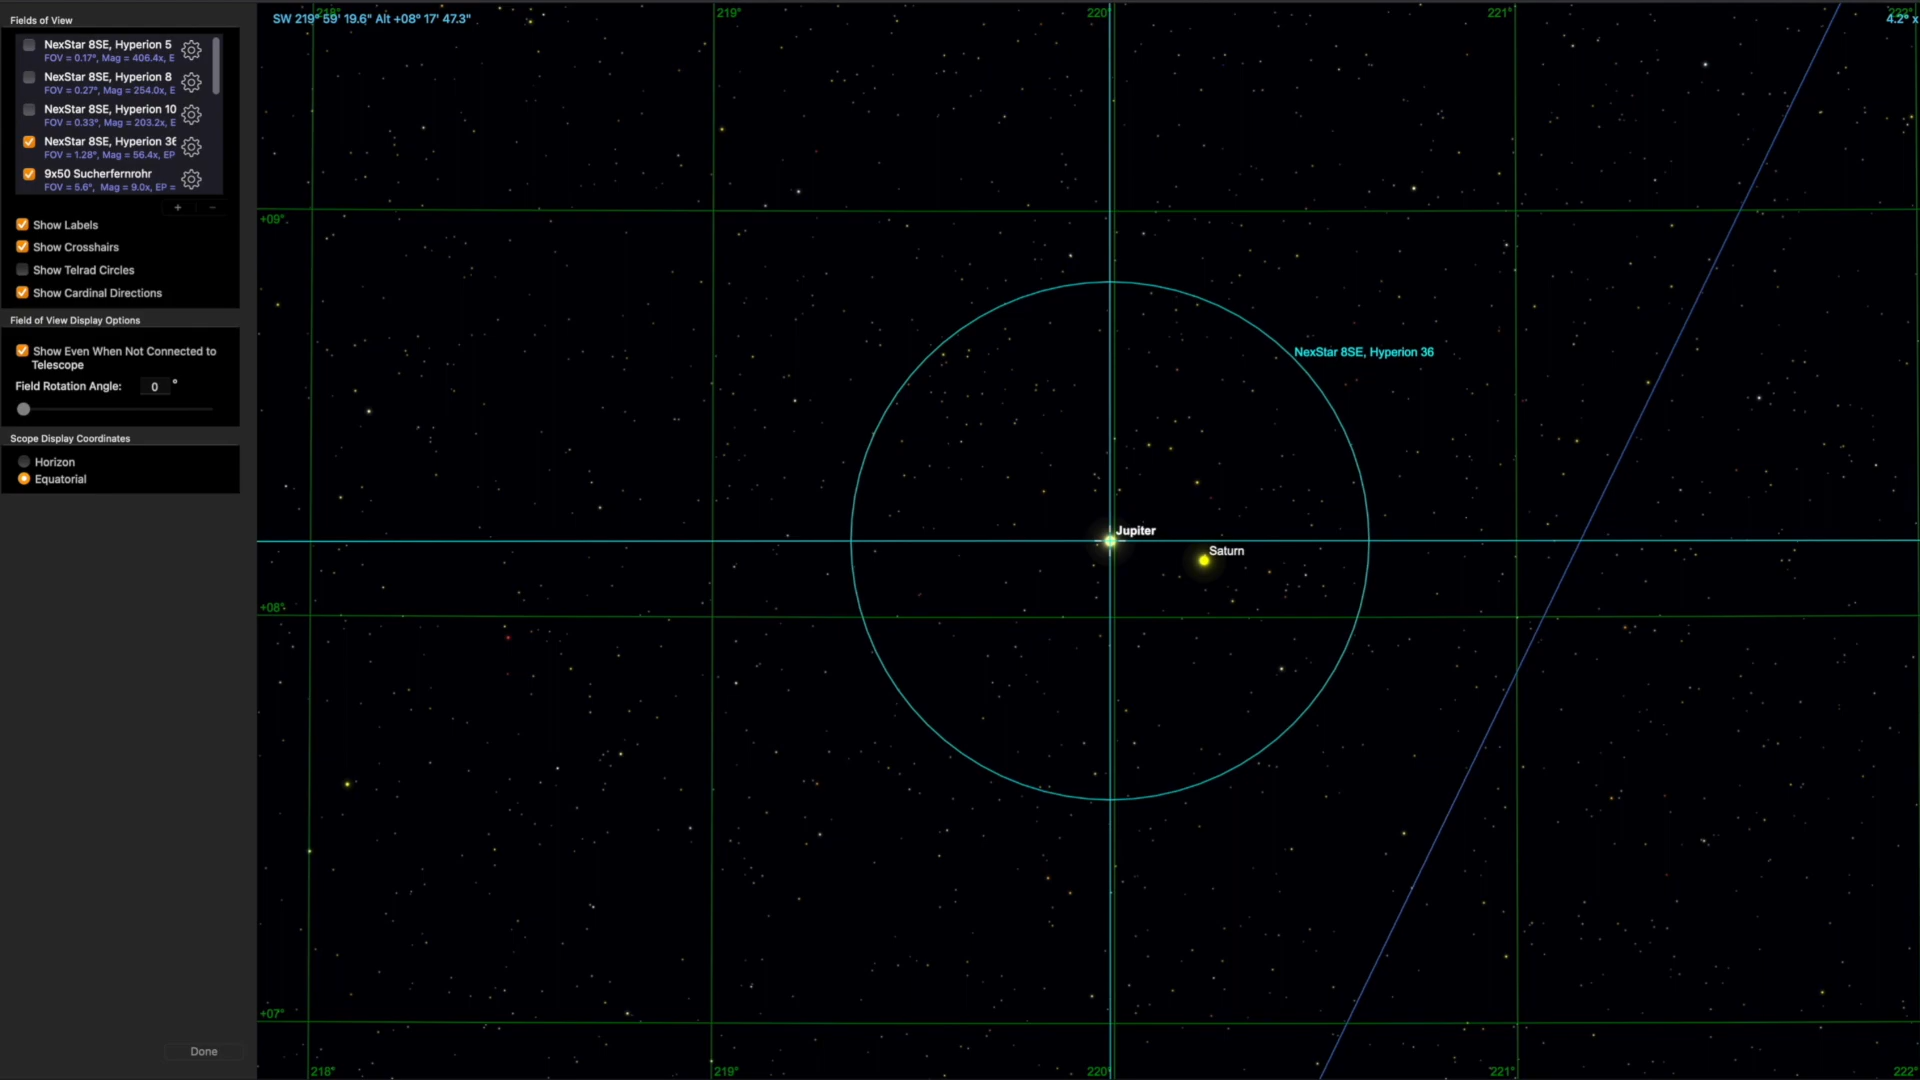 Fields of View
NexStar 8SE, Hyperion 5
FOV = 0.17°, Mag = 406.4x, E
NexStar 8SE, Hyperion 8
FOV = 0.27°, Mag = 254.0x, E
NexStar 8SE, Hyperion 10
FOV = 0.33°, Mag = 203.2x, E
NexStar 8SE, Hyperion 36
FOV = 1.28°, Mag = 56.4x, EP
9x50 Sucherfernrohr
FOV = 5.6°, Mag = 9.0x, EP =
+ −
Show Labels
Show Crosshairs
Show Telrad Circles
Show Cardinal Directions
Field of View Display Options
Show Even When Not Connected to
Telescope
Field Rotation Angle: 0 °
Scope Display Coordinates
Horizon
Equatorial
Done
218° 219° 220° 221° 222°
SW 219° 59' 19.6" Alt +08° 17' 47.3"
4.2° x
+09°
NexStar 8SE, Hyperion 36
Jupiter
Saturn
+08°
+07°
218° 219° 220° 221° 222°